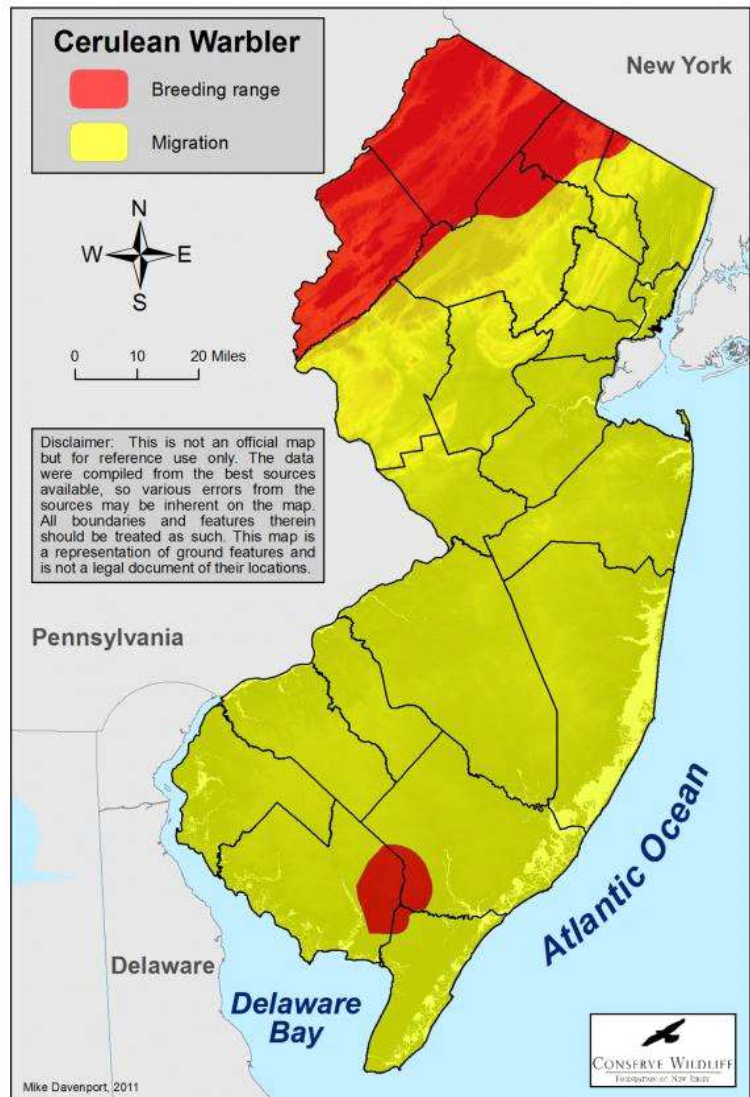 Cerulean Warbler
Breeding range
Migration
New York
N
W E
S
0 10 20 Miles
Disclaimer: This is not an official map
but for reference use only. The data
were compiled from the best sources
available, so various errors from the
sources may be inherent on the map.
All boundaries and features therein
should be treated as such. This map is
a representation of ground features and
is not a legal document of their locations.
Pennsylvania
Atlantic Ocean
Delaware
Delaware
Bay
CONSERVE WILDLIFE
FOUNDATION OF NEW JERSEY
Mike Davenport, 2011